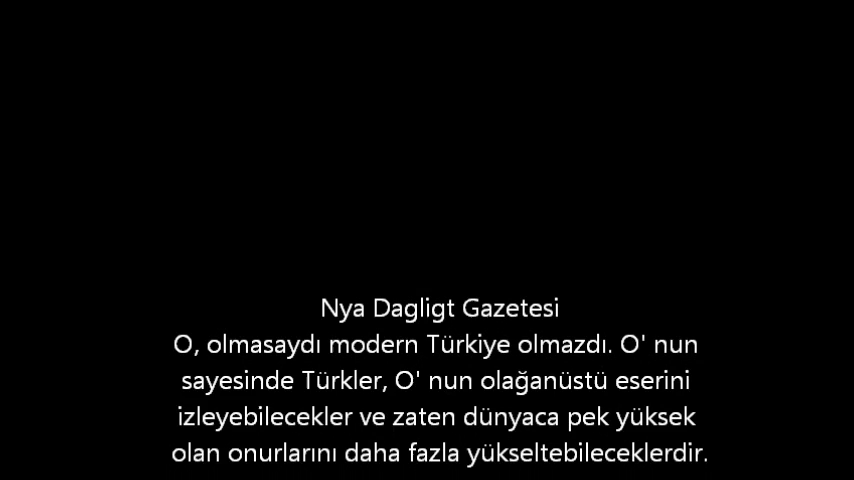 Nya Dagligt Gazetesi
O, olmasaydı modern Türkiye olmazdı. O' nun
sayesinde Türkler, O' nun olağanüstü eserini
izleyebilecekler ve zaten dünyaca pek yüksek
olan onurlarını daha fazla yükseltebileceklerdir.